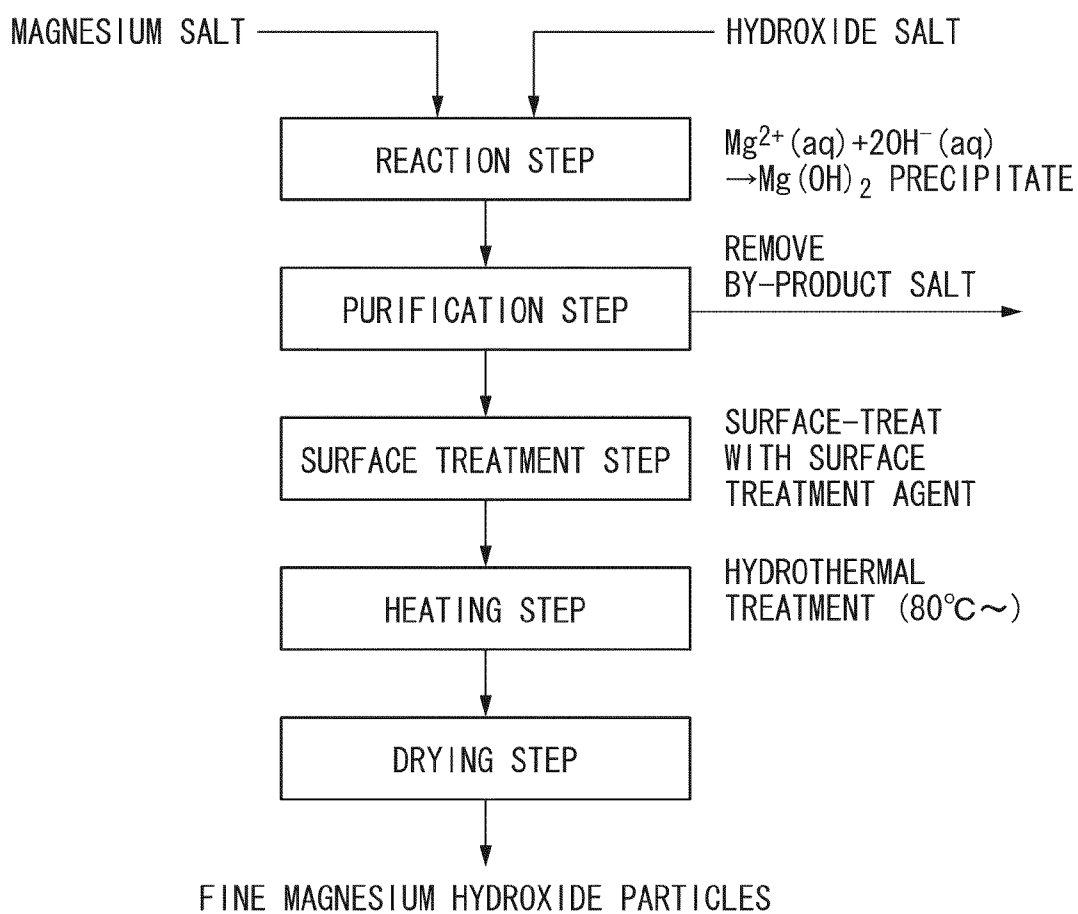 MAGNESIUM SALT
HYDROXIDE SALT
REACTION STEP
Mg²⁺(aq)+2OH⁻(aq)
→Mg(OH)₂ PRECIPITATE
REMOVE
BY-PRODUCT SALT
PURIFICATION STEP
SURFACE TREATMENT STEP
SURFACE-TREAT
WITH SURFACE
TREATMENT AGENT
HEATING STEP
HYDROTHERMAL
TREATMENT (80℃～)
DRYING STEP
FINE MAGNESIUM HYDROXIDE PARTICLES